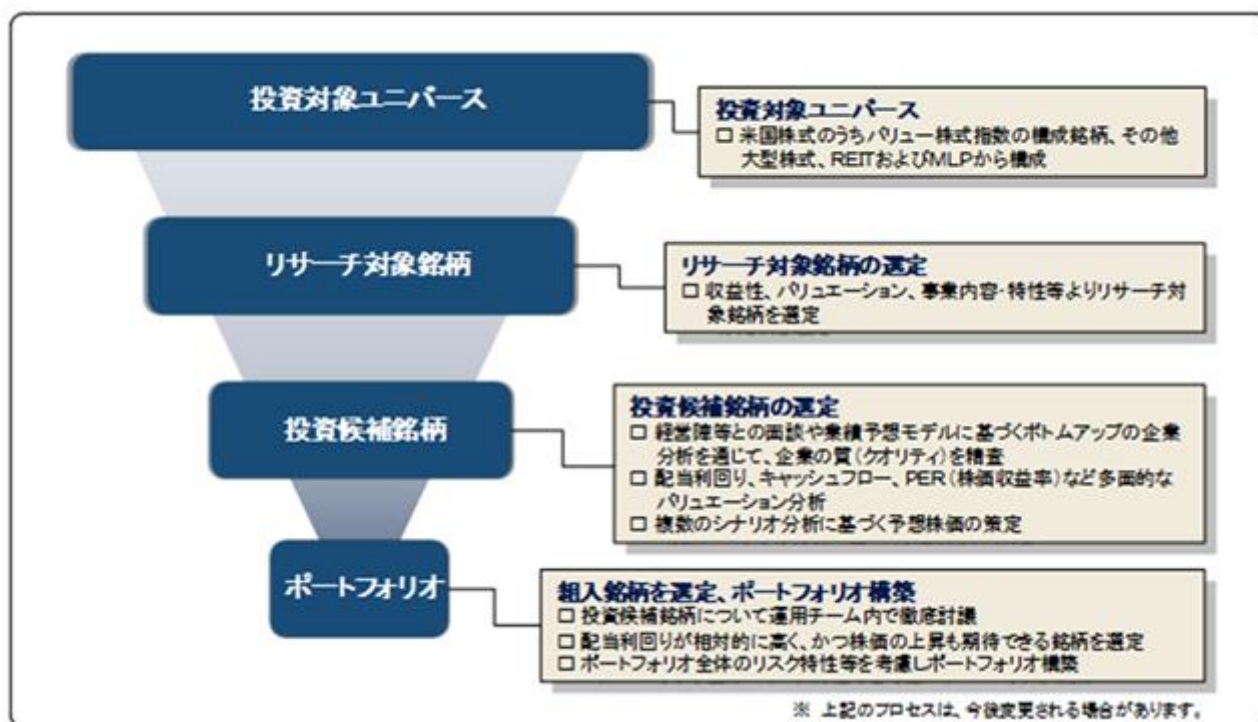 投資対象ユニバース
投資対象ユニバース
□ 米国株式のうちバリュー株式指数の構成銘柄、その他
大型株式、REITおよびMLPから構成
リサーチ対象銘柄
リサーチ対象銘柄の選定
□ 収益性、バリュエーション、事業内容・特性等よりリサーチ対
象銘柄を選定
投資候補銘柄
投資候補銘柄の選定
□ 経営陣等との面談や業績予想モデルに基づくボトムアップの企業
分析を通じて、企業の質(クオリティ)を精査
□ 配当利回り、キャッシュフロー、PER(株価収益率)など多面的な
バリュエーション分析
□ 複数のシナリオ分析に基づく予想株価の策定
ポートフォリオ
組入銘柄を選定、ポートフォリオ構築
□ 投資候補銘柄について運用チーム内で徹底討議
□ 配当利回りが相対的に高く、かつ株価の上昇も期待できる銘柄を選定
□ ポートフォリオ全体のリスク特性等を考慮しポートフォリオ構築
※ 上記のプロセスは、今後変更される場合があります。